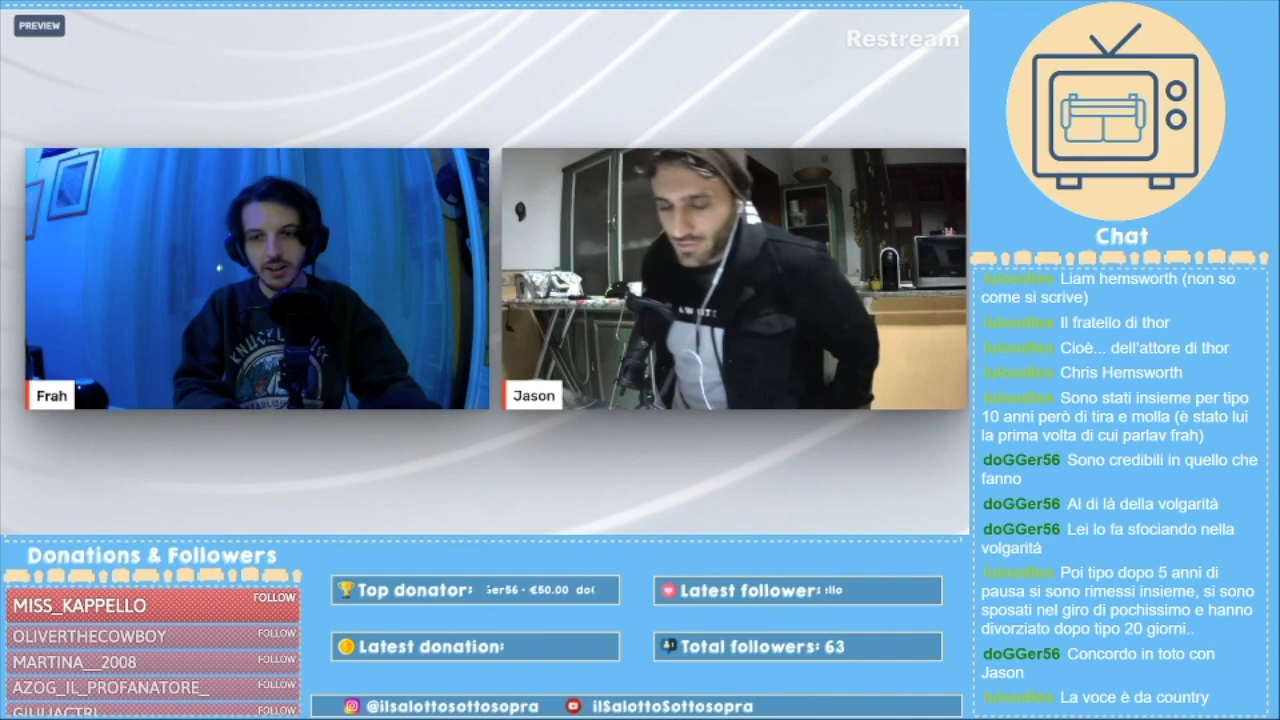 PREVIEW
Restream
Frah
Jason
Chat
Liam hemsworth (non so
come si scrive)
Il fratello di thor
Cioè... dell'attore di thor
Chris Hemsworth
Sono stati insieme per tipo
10 anni però di tira e molla (è stato lui
la prima volta di cui parlav frah)
doGGer56 Sono credibili in quello che
fanno
doGGer56 Al di là della volgarità
doGGer56 Lei lo fa sfociando nella
volgarità
Poi tipo dopo 5 anni di
pausa si sono rimessi insieme, si sono
sposati nel giro di pochissimo e hanno
divorziato dopo tipo 20 giorni..
doGGer56 Concordo in toto con
Jason
La voce è da country
Donations & Followers
MISS_KAPPELLO FOLLOW
OLIVERTHECOWBOY FOLLOW
MARTINA__2008 FOLLOW
AZOG_IL_PROFANATORE_ FOLLOW
FOLLOW
Top donator: Ger56 - €50.00 do(
Latest follower: illo
Latest donation:
Total followers: 63
@ilsalottosottosopra ilSalottoSottosopra